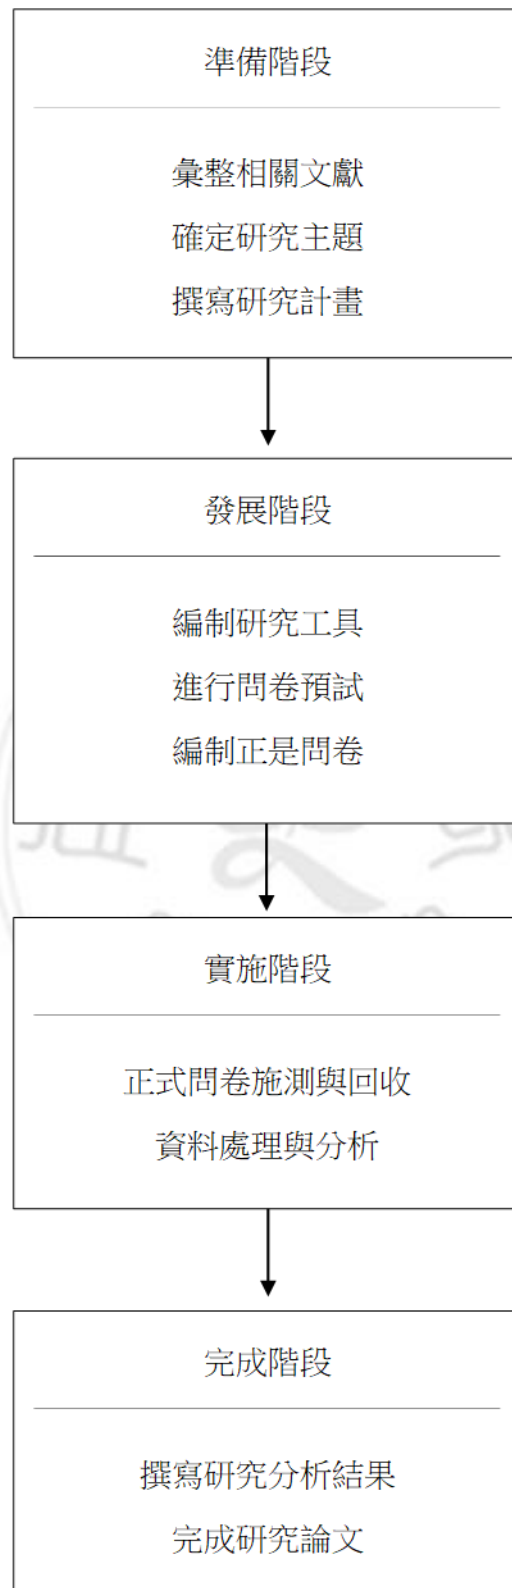 準備階段
彙整相關文獻
確定研究主題
撰寫研究計畫
發展階段
編制研究工具
進行問卷預試
編制正是問卷
實施階段
正式問卷施測與回收
資料處理與分析
完成階段
撰寫研究分析結果
完成研究論文